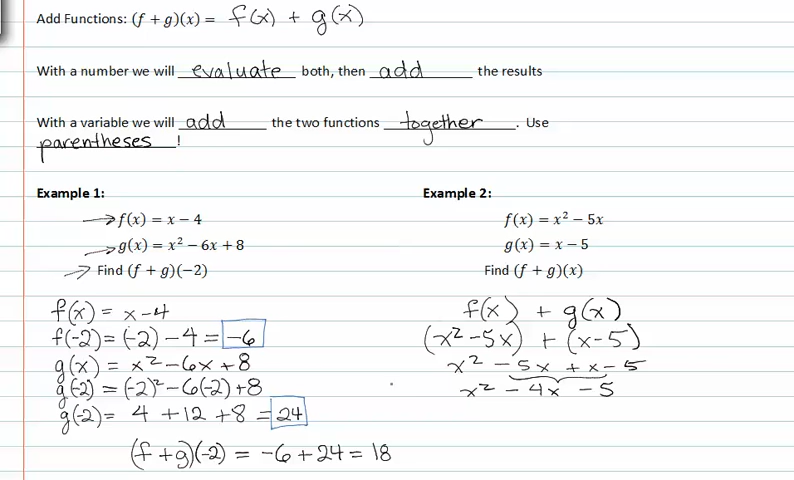 Add Functions: (f + g)(x) = f(x) + g(x)
With a number we will evaluate both, then add the results
With a variable we will add the two functions together. Use
parentheses!
Example 1:
f(x) = x − 4
g(x) = x² − 6x + 8
Find (f + g)(−2)
f(x) = x − 4
f(-2) = (-2) − 4 = −6
g(x) = x² − 6x + 8
g(-2) = (-2)² − 6(-2) + 8
g(-2) = 4 + 12 + 8 = 24
(f + g)(-2) = −6 + 24 = 18
Example 2:
f(x) = x² − 5x
g(x) = x − 5
Find (f + g)(x)
f(x) + g(x)
(x² − 5x) + (x − 5)
x² − 5x + x − 5
x² − 4x − 5